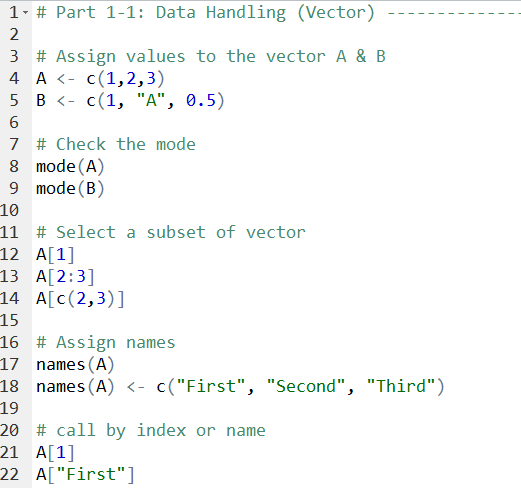 1 # Part 1-1: Data Handling (Vector) --------------
2
3 # Assign values to the vector A & B
4 A <- c(1,2,3)
5 B <- c(1, "A", 0.5)
6
7 # Check the mode
8 mode(A)
9 mode(B)
10
11 # Select a subset of vector
12 A[1]
13 A[2:3]
14 A[c(2,3)]
15
16 # Assign names
17 names(A)
18 names(A) <- c("First", "Second", "Third")
19
20 # call by index or name
21 A[1]
22 A["First"]